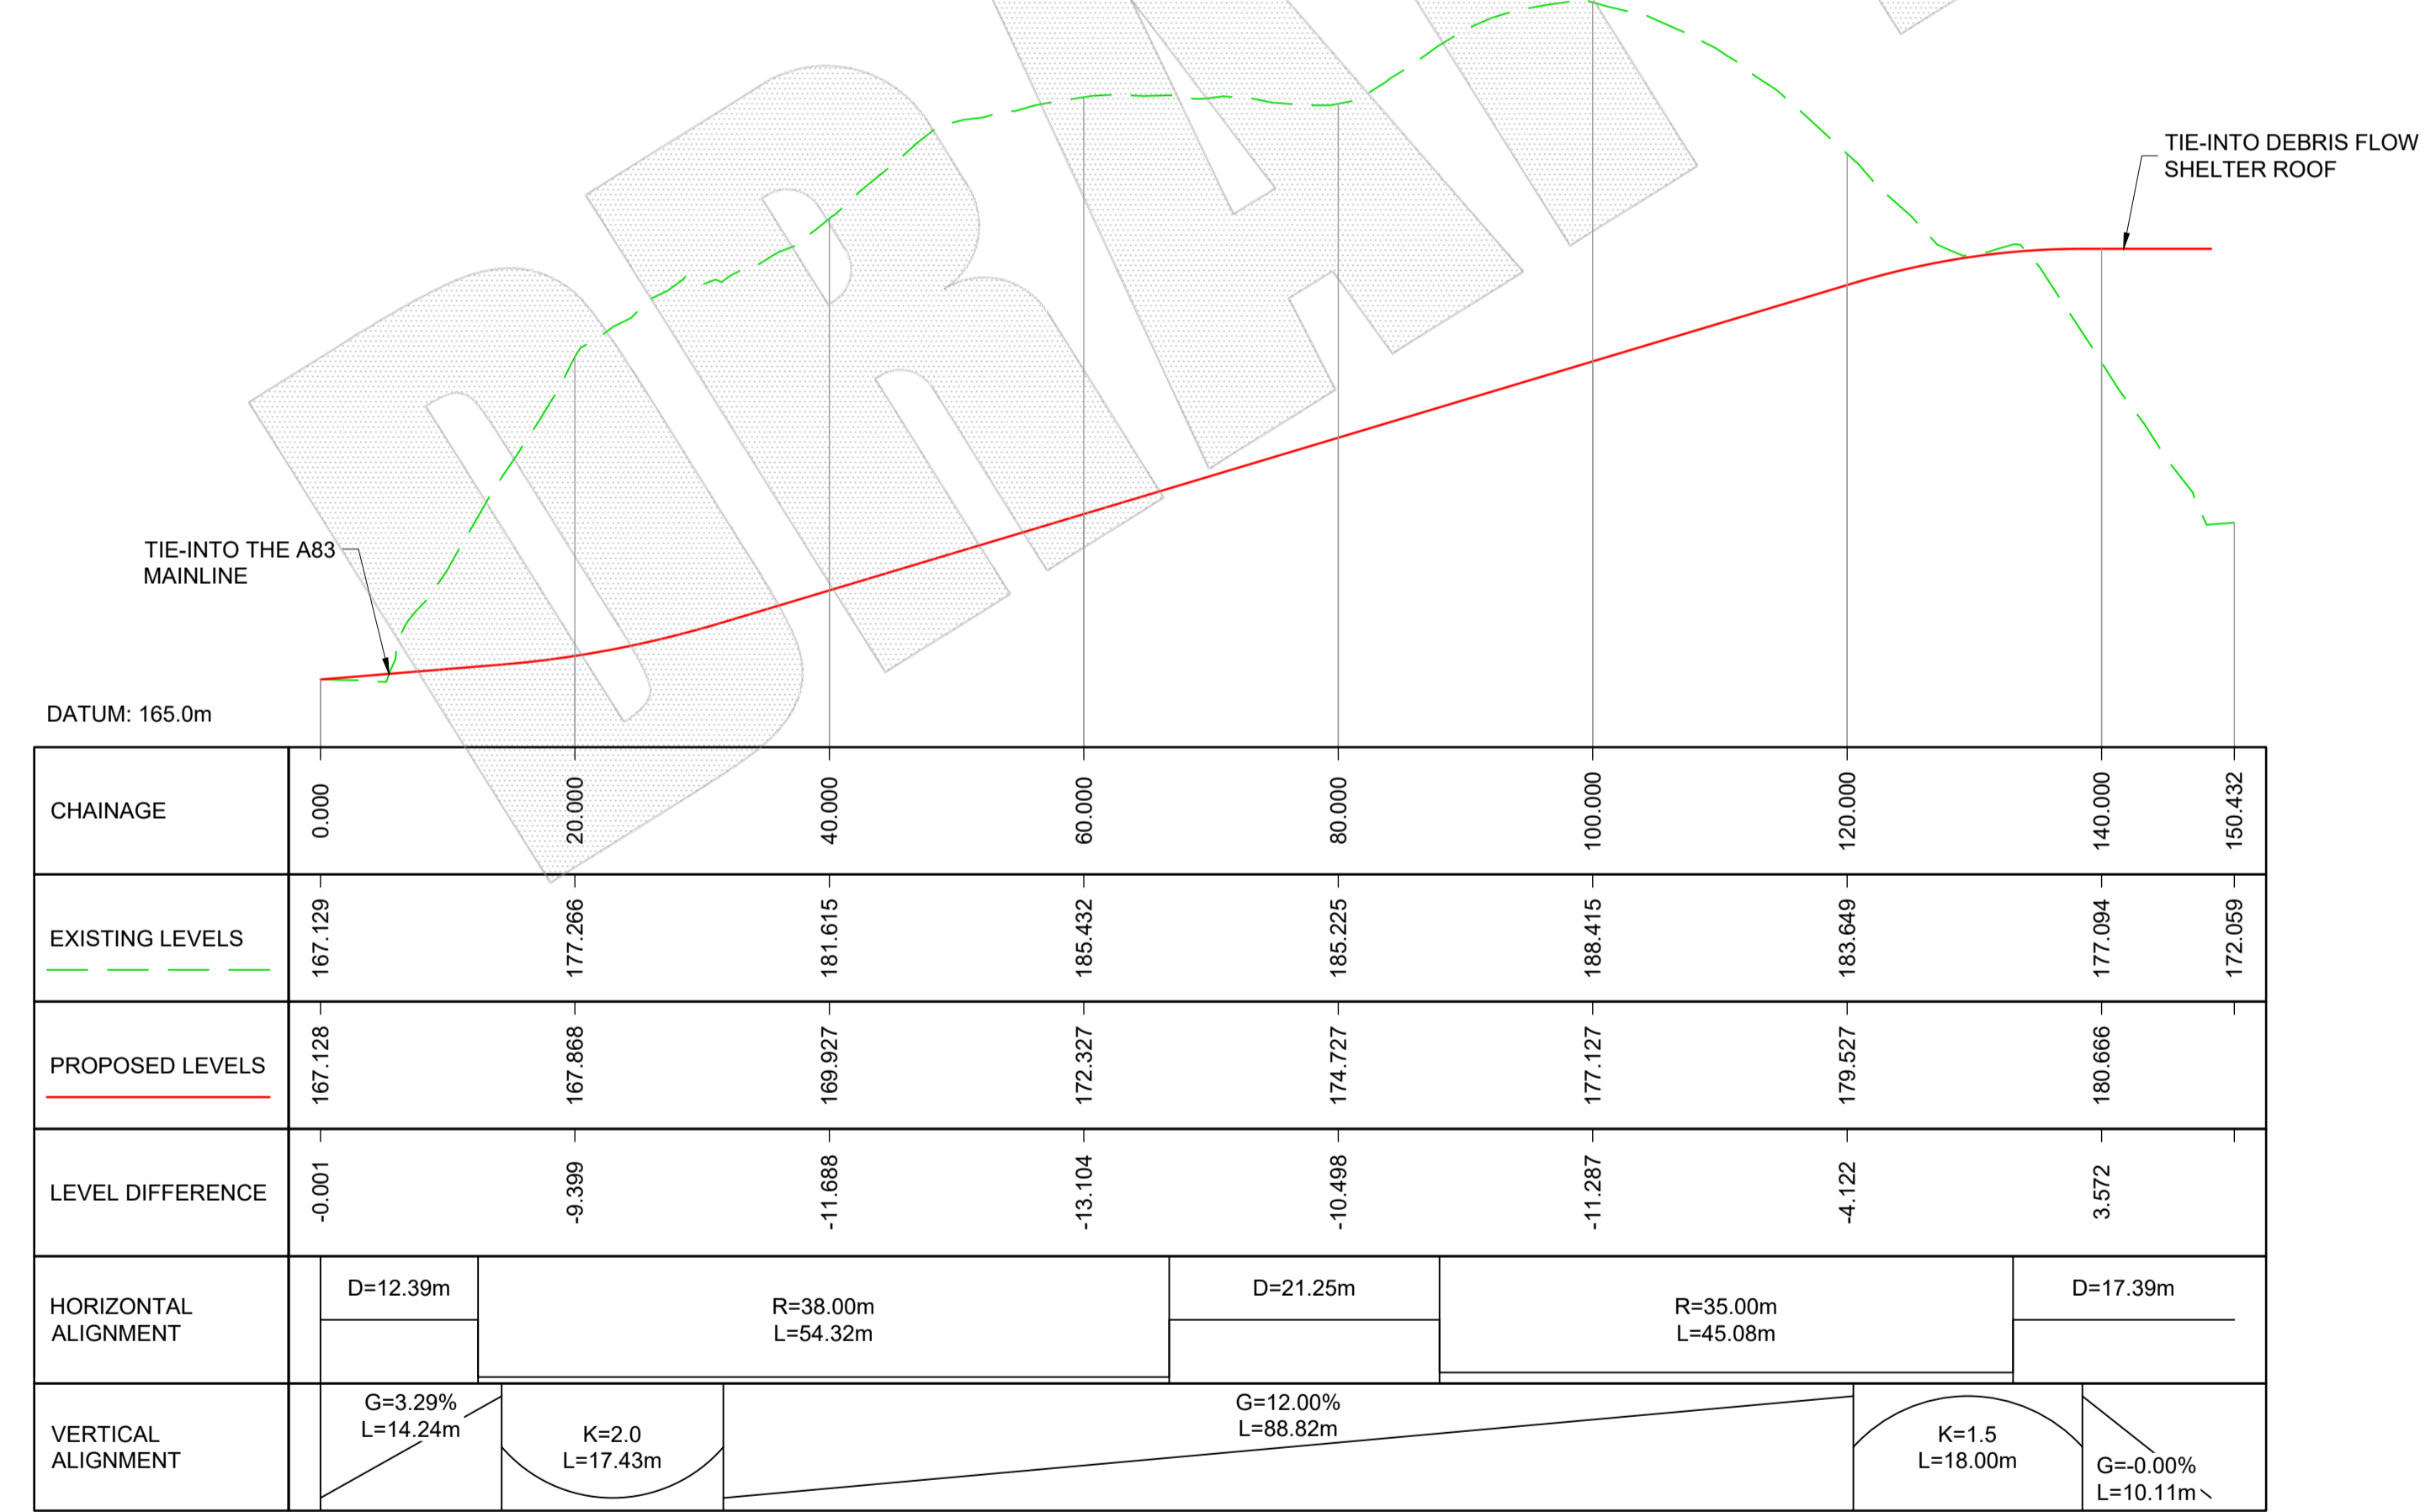 DRA
TIE-INTO DEBRIS FLOW
SHELTER ROOF
TIE-INTO THE A83
MAINLINE
DATUM: 165.0m
CHAINAGE 0.000 20.000 40.000 60.000 80.000 100.000 120.000 140.000 150.432
EXISTING LEVELS 167.129 177.266 181.615 185.432 185.225 188.415 183.649 177.094 172.059
PROPOSED LEVELS 167.128 167.868 169.927 172.327 174.727 177.127 179.527 180.666
LEVEL DIFFERENCE -0.001 -9.399 -11.688 -13.104 -10.498 -11.287 -4.122 3.572
HORIZONTAL
ALIGNMENT
D=12.39m
R=38.00m
L=54.32m
D=21.25m
R=35.00m
L=45.08m
D=17.39m
VERTICAL
ALIGNMENT
G=3.29%
L=14.24m
K=2.0
L=17.43m
G=12.00%
L=88.82m
K=1.5
L=18.00m
G=-0.00%
L=10.11m